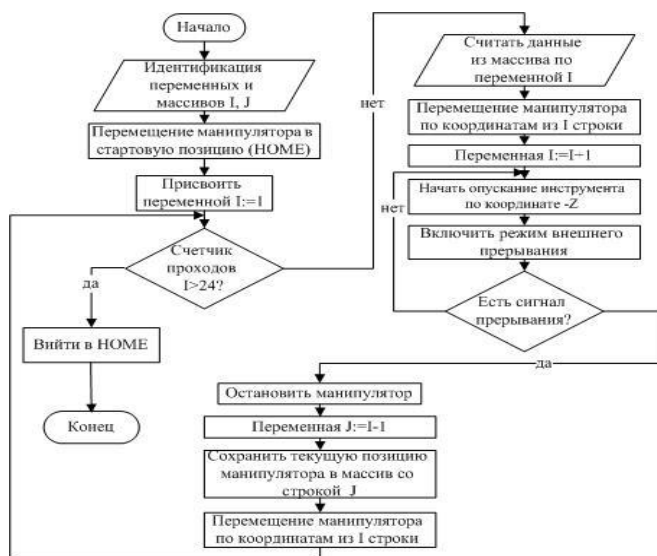 Начало
Идентификация
переменных и
массивов I, J
Перемещение манипулятора в
стартовую позицию (HOME)
Присвоить
переменной I:=1
Счетчик
проходов
I>24?
да
Вийти в HOME
Конец
нет
Считать данные
из массива по
переменной I
Перемещение манипулятора
по координатам из I строки
Переменная I:=I+1
Начать опускание инструмента
по координате -Z
нет
Включить режим внешнего
прерывания
Есть сигнал
прерывания?
да
Остановить манипулятор
Переменная J:=I-1
Сохранить текущую позицию
манипулятора в массив со
строкой J
Перемещение манипулятора
по координатам из I строки